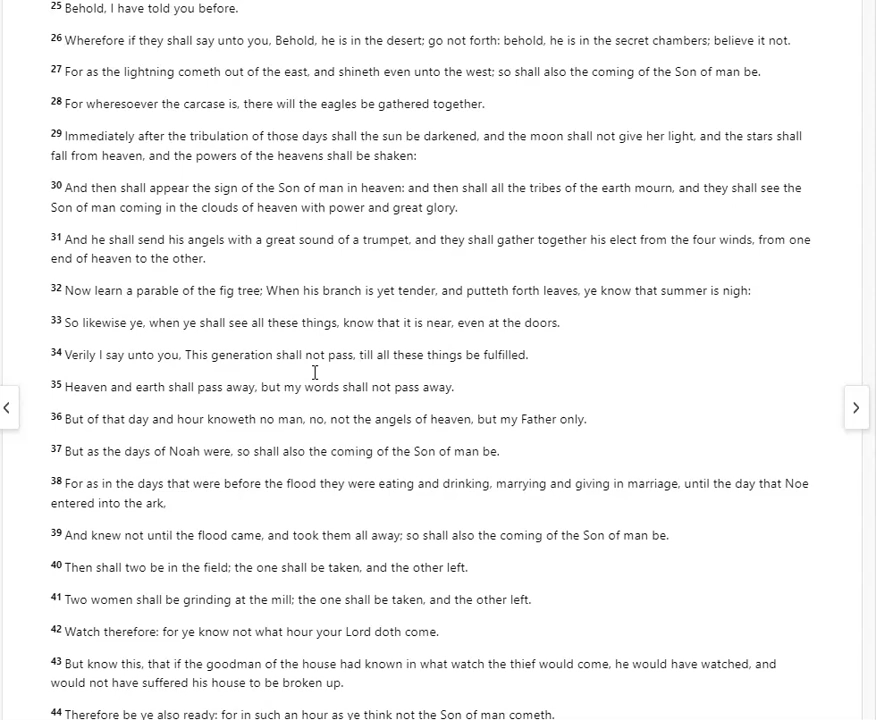 25 Behold, I have told you before.
26 Wherefore if they shall say unto you, Behold, he is in the desert; go not forth: behold, he is in the secret chambers; believe it not.
27 For as the lightning cometh out of the east, and shineth even unto the west; so shall also the coming of the Son of man be.
28 For wheresoever the carcase is, there will the eagles be gathered together.
29 Immediately after the tribulation of those days shall the sun be darkened, and the moon shall not give her light, and the stars shall
fall from heaven, and the powers of the heavens shall be shaken:
30 And then shall appear the sign of the Son of man in heaven: and then shall all the tribes of the earth mourn, and they shall see the
Son of man coming in the clouds of heaven with power and great glory.
31 And he shall send his angels with a great sound of a trumpet, and they shall gather together his elect from the four winds, from one
end of heaven to the other.
32 Now learn a parable of the fig tree; When his branch is yet tender, and putteth forth leaves, ye know that summer is nigh:
33 So likewise ye, when ye shall see all these things, know that it is near, even at the doors.
34 Verily I say unto you, This generation shall not pass, till all these things be fulfilled.
35 Heaven and earth shall pass away, but my words shall not pass away.
36 But of that day and hour knoweth no man, no, not the angels of heaven, but my Father only.
37 But as the days of Noah were, so shall also the coming of the Son of man be.
38 For as in the days that were before the flood they were eating and drinking, marrying and giving in marriage, until the day that Noe
entered into the ark,
39 And knew not until the flood came, and took them all away; so shall also the coming of the Son of man be.
40 Then shall two be in the field; the one shall be taken, and the other left.
41 Two women shall be grinding at the mill; the one shall be taken, and the other left.
42 Watch therefore: for ye know not what hour your Lord doth come.
43 But know this, that if the goodman of the house had known in what watch the thief would come, he would have watched, and
would not have suffered his house to be broken up.
44 Therefore be ye also ready: for in such an hour as ye think not the Son of man cometh.